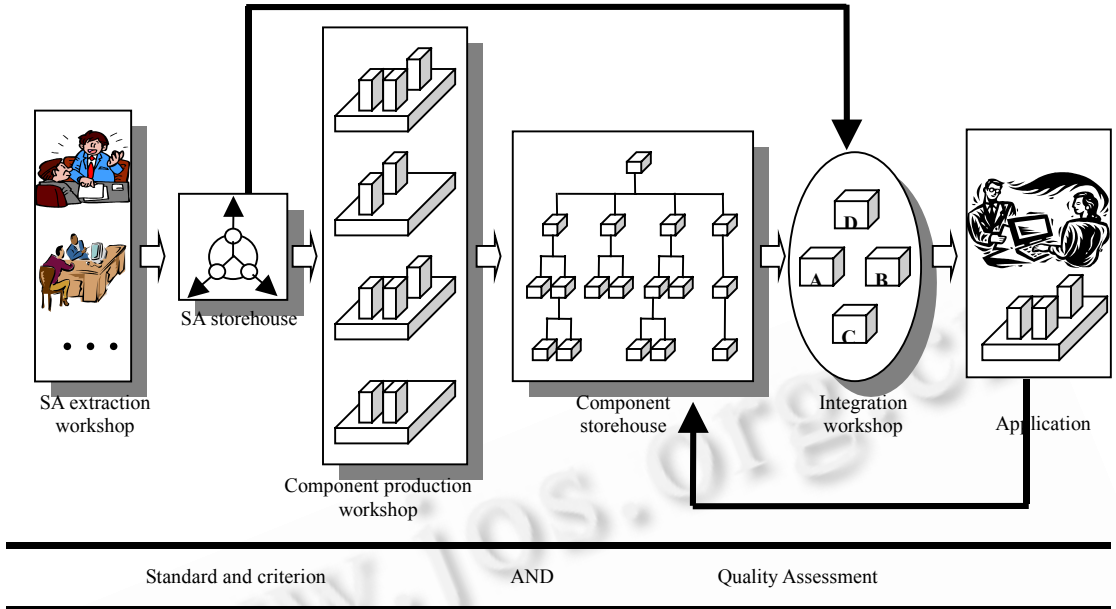 D
A
B
C
SA storehouse
SA extraction
workshop
Component
storehouse
Integration
workshop
Application
Component production
workshop
Standard and criterion AND Quality Assessment